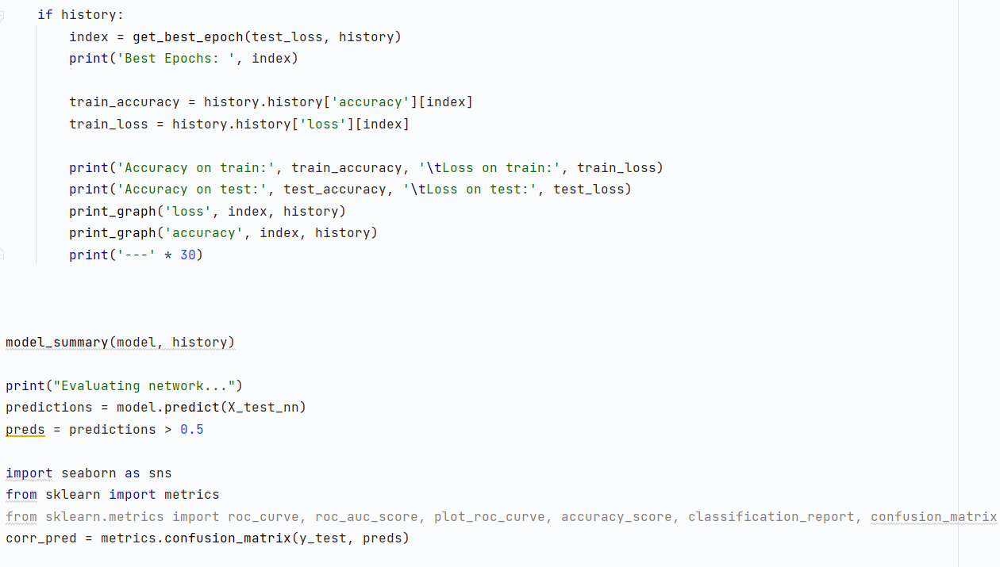 if history:
index = get_best_epoch(test_loss, history)
print('Best Epochs: ', index)
train_accuracy = history.history['accuracy'][index]
train_loss = history.history['loss'][index]
print('Accuracy on train:', train_accuracy, '\tLoss on train:', train_loss)
print('Accuracy on test:', test_accuracy, '\tLoss on test:', test_loss)
print_graph('loss', index, history)
print_graph('accuracy', index, history)
print('---' * 30)
model_summary(model, history)
print("Evaluating network...")
predictions = model.predict(X_test_nn)
preds = predictions > 0.5
import seaborn as sns
from sklearn import metrics
from sklearn.metrics import roc_curve, roc_auc_score, plot_roc_curve, accuracy_score, classification_report, confusion_matrix
corr_pred = metrics.confusion_matrix(y_test, preds)